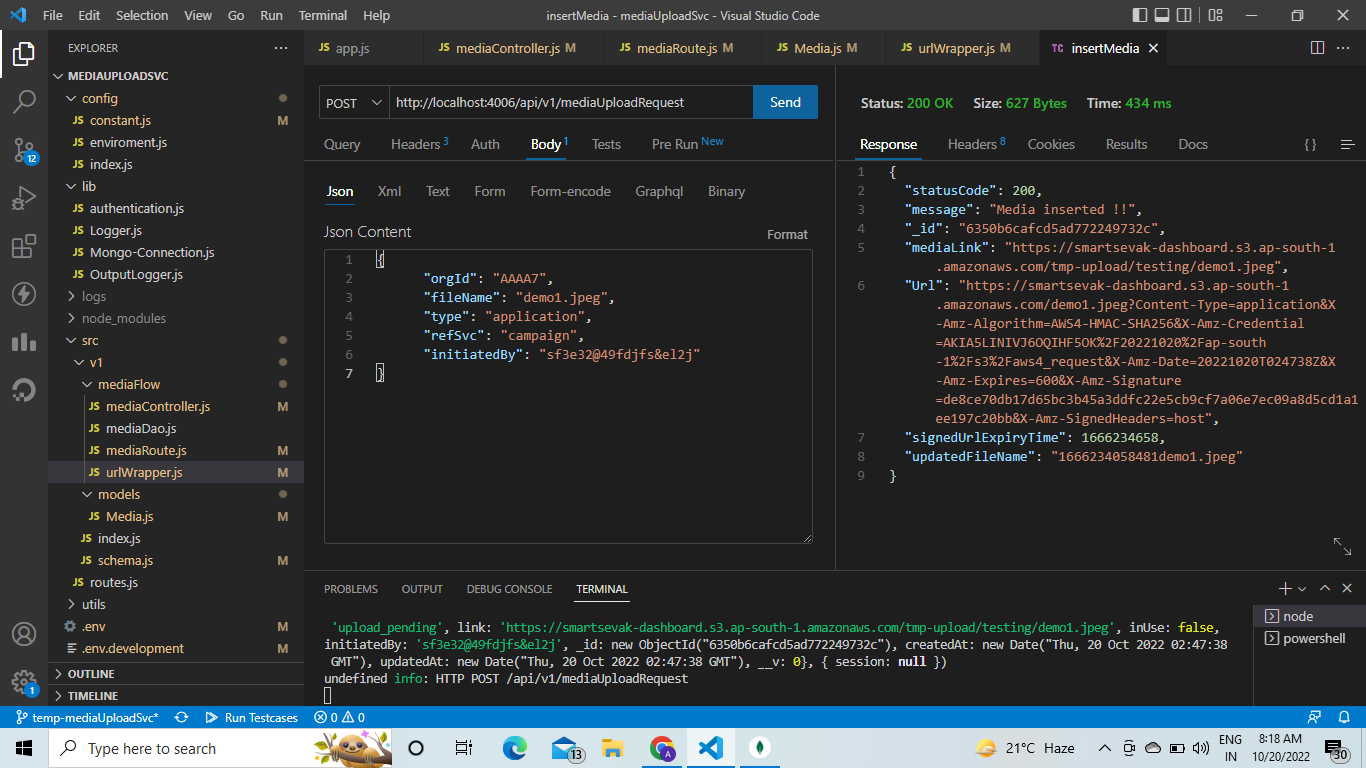 File Edit Selection View Go Run Terminal Help
insertMedia - mediaUploadSvc - Visual Studio Code
EXPLORER
MEDIAUPLOADSVC
config
JS constant.js M
JS enviroment.js
JS index.js
lib
JS authentication.js
JS Logger.js
JS Mongo-Connection.js
JS OutputLogger.js
logs
node_modules
src
v1
mediaFlow
JS mediaController.js M
JS mediaDao.js
JS mediaRoute.js M
JS urlWrapper.js M
models
JS Media.js M
JS index.js
JS schema.js M
JS routes.js
utils
.env M
.env.development M
OUTLINE
TIMELINE
12
1
JS app.js
JS mediaController.js M
JS mediaRoute.js M
JS Media.js M
JS urlWrapper.js M
TC insertMedia
POST http://localhost:4006/api/v1/mediaUploadRequest Send
Query Headers 3 Auth Body 1 Tests Pre Run New
Json Xml Text Form Form-encode Graphql Binary
Json Content Format
1 {
2 "orgId": "AAAA7",
3 "fileName": "demo1.jpeg",
4 "type": "application",
5 "refSvc": "campaign",
6 "initiatedBy": "sf3e32@49fdjfs&el2j"
7 }
Status: 200 OK Size: 627 Bytes Time: 434 ms
Response Headers 8 Cookies Results Docs { }
1 {
2 "statusCode": 200,
3 "message": "Media inserted !!",
4 "_id": "6350b6cafcd5ad772249732c",
5 "mediaLink": "https://smartsevak-dashboard.s3.ap-south-1
.amazonaws.com/tmp-upload/testing/demo1.jpeg",
6 "Url": "https://smartsevak-dashboard.s3.ap-south-1
.amazonaws.com/demo1.jpeg?Content-Type=application&X
-Amz-Algorithm=AWS4-HMAC-SHA256&X-Amz-Credential
=AKIA5LINIVJ6OQIHF5OK%2F20221020%2Fap-south
-1%2Fs3%2Faws4_request&X-Amz-Date=20221020T024738Z&X
-Amz-Expires=600&X-Amz-Signature
=de8ce70db17d65bc3b45a3ddfc22e5cb9cf7a06e7ec09a8d5cd1a1
ee197c20bb&X-Amz-SignedHeaders=host",
7 "signedUrlExpiryTime": 1666234658,
8 "updatedFileName": "1666234058481demo1.jpeg"
9 }
PROBLEMS OUTPUT DEBUG CONSOLE TERMINAL
'upload_pending', link: 'https://smartsevak-dashboard.s3.ap-south-1.amazonaws.com/tmp-upload/testing/demo1.jpeg', inUse: false,
initiatedBy: 'sf3e32@49fdjfs&el2j', _id: new ObjectId("6350b6cafcd5ad772249732c"), createdAt: new Date("Thu, 20 Oct 2022 02:47:38
GMT"), updatedAt: new Date("Thu, 20 Oct 2022 02:47:38 GMT"), __v: 0}, { session: null })
undefined info: HTTP POST /api/v1/mediaUploadRequest
node
powershell
temp-mediaUploadSvc* Run Testcases 0 0
Type here to search
13
A
21°C Haze
ENG
IN
8:18 AM
10/20/2022
30